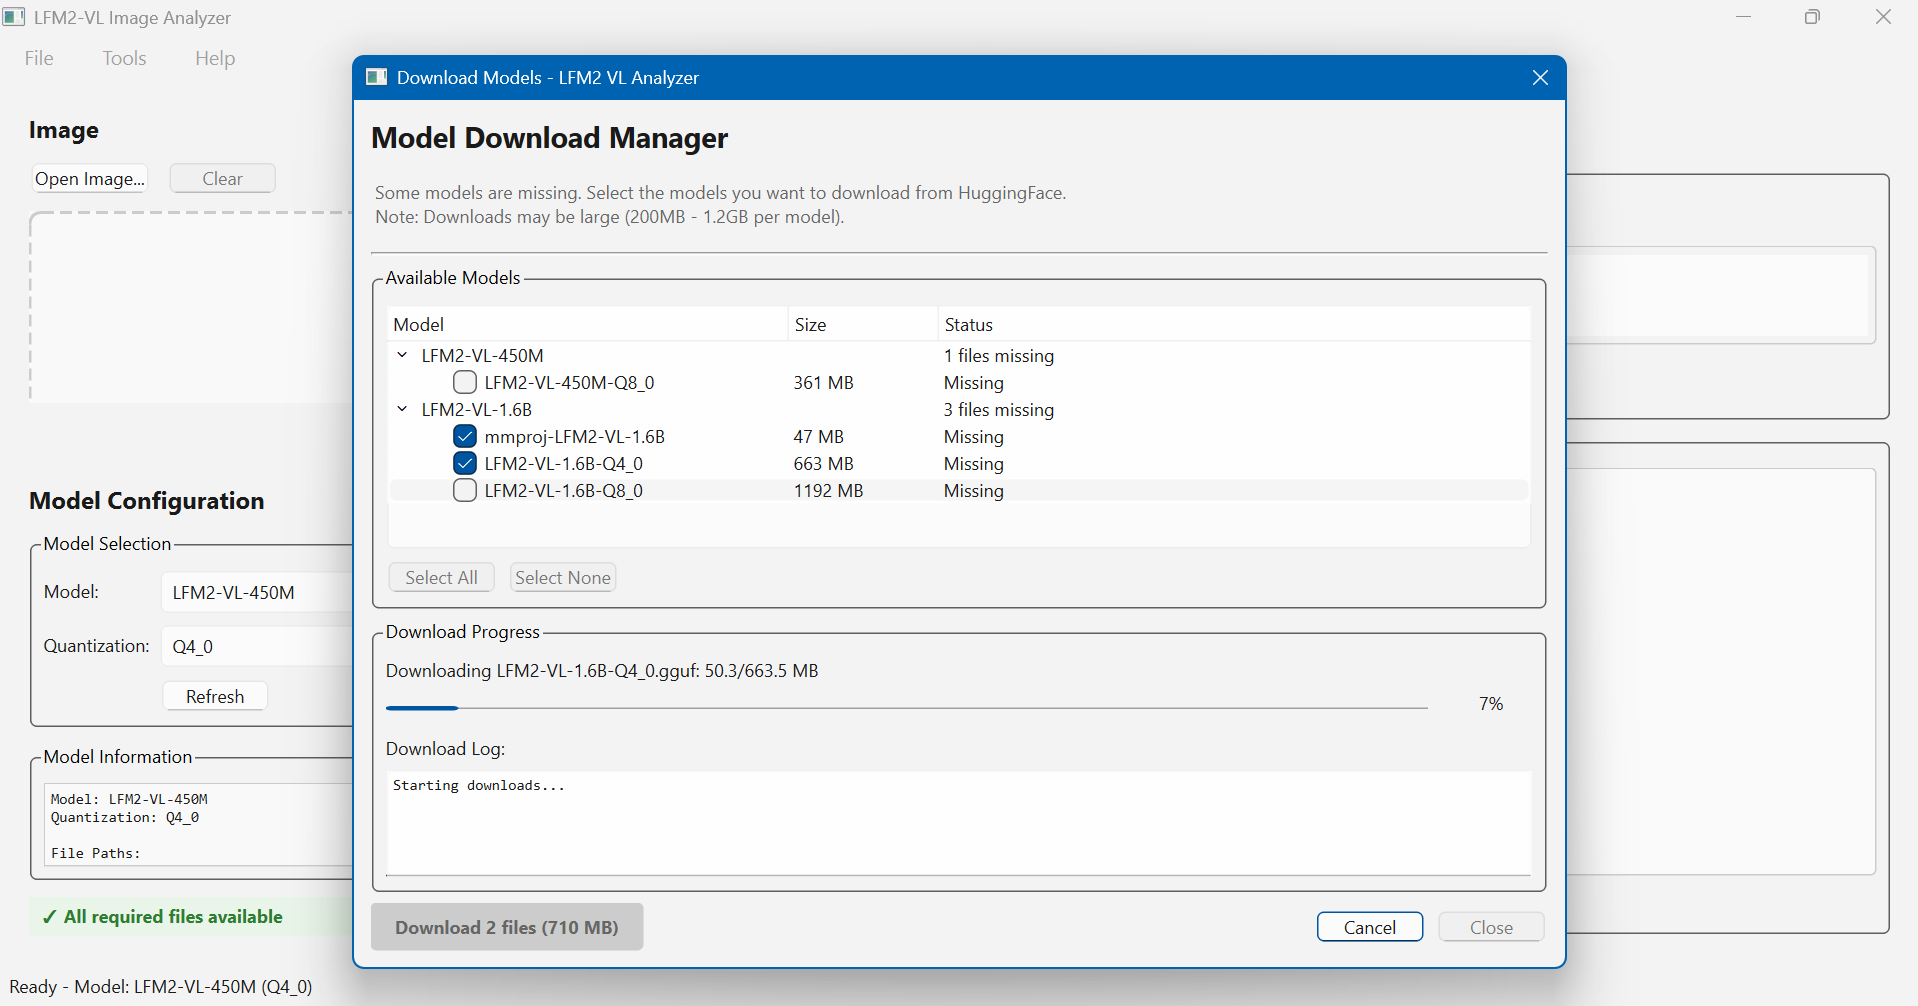 LFM2-VL Image Analyzer
File Tools Help
Image
Open Image... Clear
Model Configuration
Model Selection
Model: LFM2-VL-450M
Quantization: Q4_0
Refresh
Model Information
Model: LFM2-VL-450M
Quantization: Q4_0
File Paths:
✓ All required files available
Ready - Model: LFM2-VL-450M (Q4_0)
Download Models - LFM2 VL Analyzer
Model Download Manager
Some models are missing. Select the models you want to download from HuggingFace.
Note: Downloads may be large (200MB - 1.2GB per model).
Available Models
Model Size Status
LFM2-VL-450M 1 files missing
LFM2-VL-450M-Q8_0 361 MB Missing
LFM2-VL-1.6B 3 files missing
mmproj-LFM2-VL-1.6B 47 MB Missing
LFM2-VL-1.6B-Q4_0 663 MB Missing
LFM2-VL-1.6B-Q8_0 1192 MB Missing
Select All Select None
Download Progress
Downloading LFM2-VL-1.6B-Q4_0.gguf: 50.3/663.5 MB
7%
Download Log:
Starting downloads...
Download 2 files (710 MB) Cancel Close